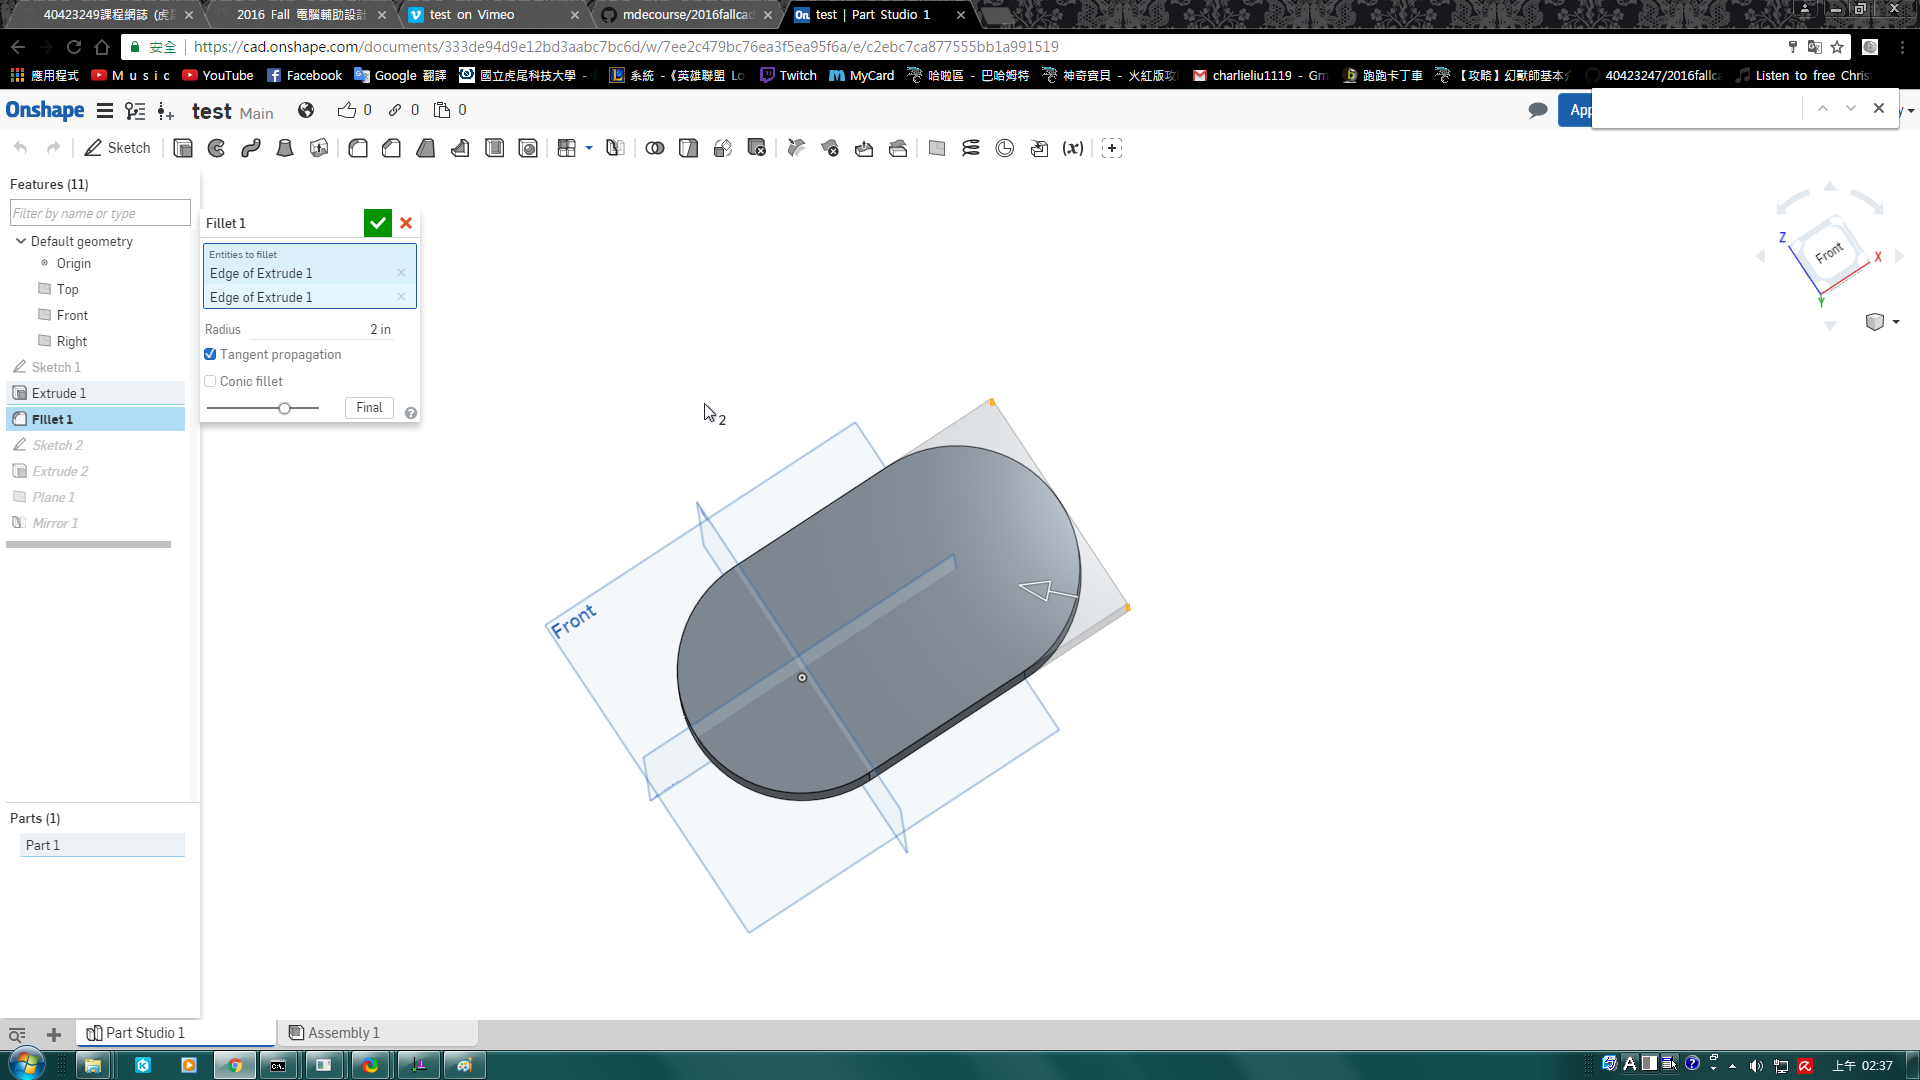 40423249課程網誌 (虎
2016 Fall 電腦輔助設計
test on Vimeo
mdecourse/2016fallcad
test | Part Studio 1
安全
https://cad.onshape.com/documents/333de94d9e12bd3aabc7bc6d/w/7ee2c479bc76ea3f5ea95f6a/e/c2ebc7ca877555bb1a991519
應用程式
M u s i c
YouTube
Facebook
Google 翻譯
國立虎尾科技大學 -
系統 -《英雄聯盟 Lo
Twitch
MyCard
哈啦區 - 巴哈姆特
神奇寶貝 - 火紅版攻
charlieliu1119 - Gm
跑跑卡丁車
【攻略】幻獸師基本
40423247/2016fallca
Listen to free Chris
Onshape
test Main
0
0
0
App
Sketch
(x)
Features (11)
Filter by name or type
Default geometry
Origin
Top
Front
Right
Sketch 1
Extrude 1
Fillet 1
Sketch 2
Extrude 2
Plane 1
Mirror 1
Fillet 1
Entities to fillet
Edge of Extrude 1
Edge of Extrude 1
Radius 2 in
Tangent propagation
Conic fillet
Final
2
Front
Z
Front
X
Y
Parts (1)
Part 1
Part Studio 1
Assembly 1
上午 02:37